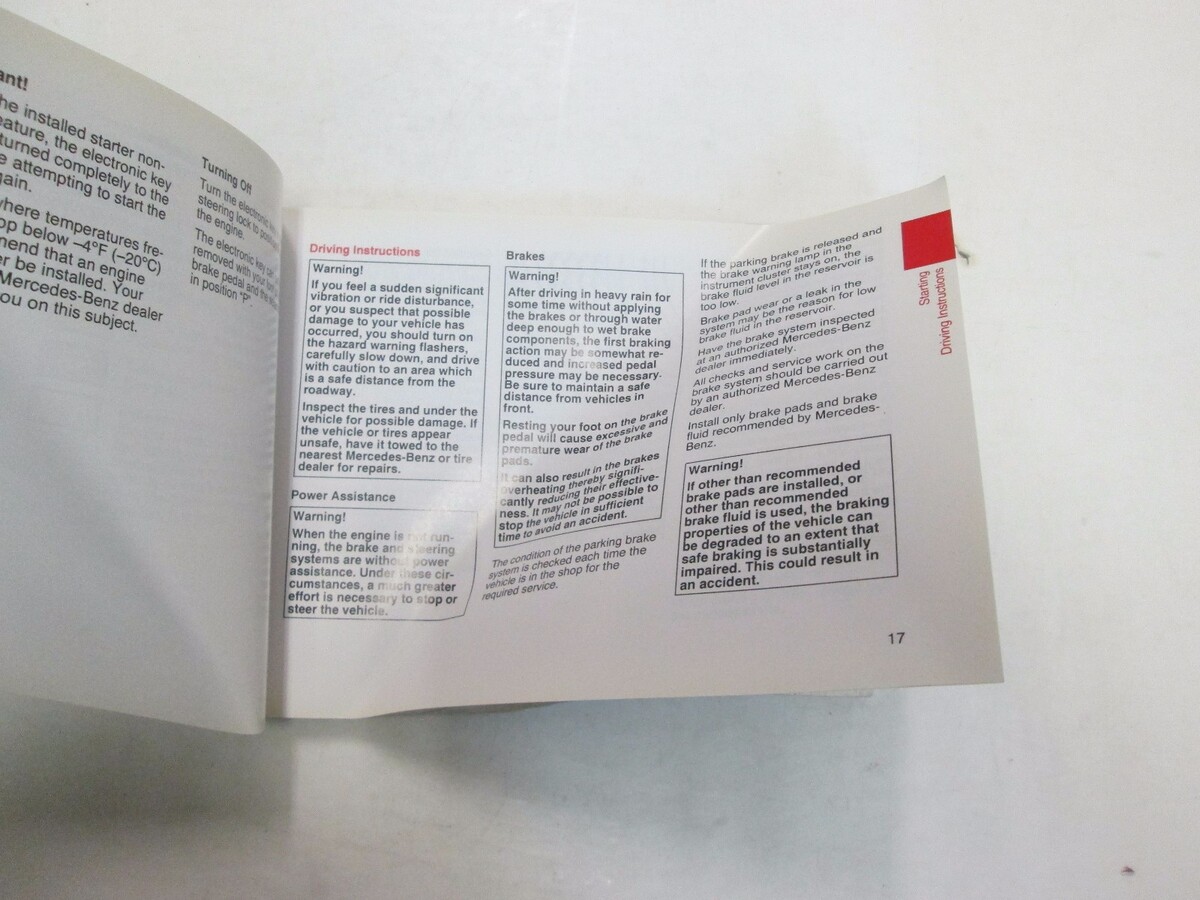 ant!
he installed starter non-
eature, the electronic key
turned completely to the
e attempting to start the
ain.
where temperatures fre-
op below –4°F (–20°C)
mend that an engine
er be installed. Your
Mercedes-Benz dealer
ou on this subject.
Turning Off
Turn the electronic
steering lock to
the engine.
The electronic key
removed with your
brake pedal and the
in position "P".
Driving Instructions
Warning!
If you feel a sudden significant
vibration or ride disturbance,
or you suspect that possible
damage to your vehicle has
occurred, you should turn on
the hazard warning flashers,
carefully slow down, and drive
with caution to an area which
is a safe distance from the
roadway.
Inspect the tires and under the
vehicle for possible damage. If
the vehicle or tires appear
unsafe, have it towed to the
nearest Mercedes-Benz or tire
dealer for repairs.
Power Assistance
Warning!
When the engine is not run-
ning, the brake and steering
systems are without power
assistance. Under these cir-
cumstances, a much greater
effort is necessary to stop or
steer the vehicle.
Brakes
Warning!
After driving in heavy rain for
some time without applying
the brakes or through water
deep enough to wet brake
components, the first braking
action may be somewhat re-
duced and increased pedal
pressure may be necessary.
Be sure to maintain a safe
distance from vehicles in
front.
Resting your foot on the brake
pedal will cause excessive and
premature wear of the brake
pads.
It can also result in the brakes
overheating thereby signifi-
cantly reducing their effective-
ness. It may not be possible to
stop the vehicle in sufficient
time to avoid an accident.
The condition of the parking brake
system is checked each time the
vehicle is in the shop for the
required service.
If the parking brake is released and
the brake warning lamp in the
instrument cluster stays on, the
brake fluid level in the reservoir is
too low.
Brake pad wear or a leak in the
system may be the reason for low
brake fluid in the reservoir.
Have the brake system inspected
at an authorized Mercedes-Benz
dealer immediately.
All checks and service work on the
brake system should be carried out
by an authorized Mercedes-Benz
dealer.
Install only brake pads and brake
fluid recommended by Mercedes-
Benz.
Warning!
If other than recommended
brake pads are installed, or
other than recommended
brake fluid is used, the braking
properties of the vehicle can
be degraded to an extent that
safe braking is substantially
impaired. This could result in
an accident.
Starting
Driving Instructions
17